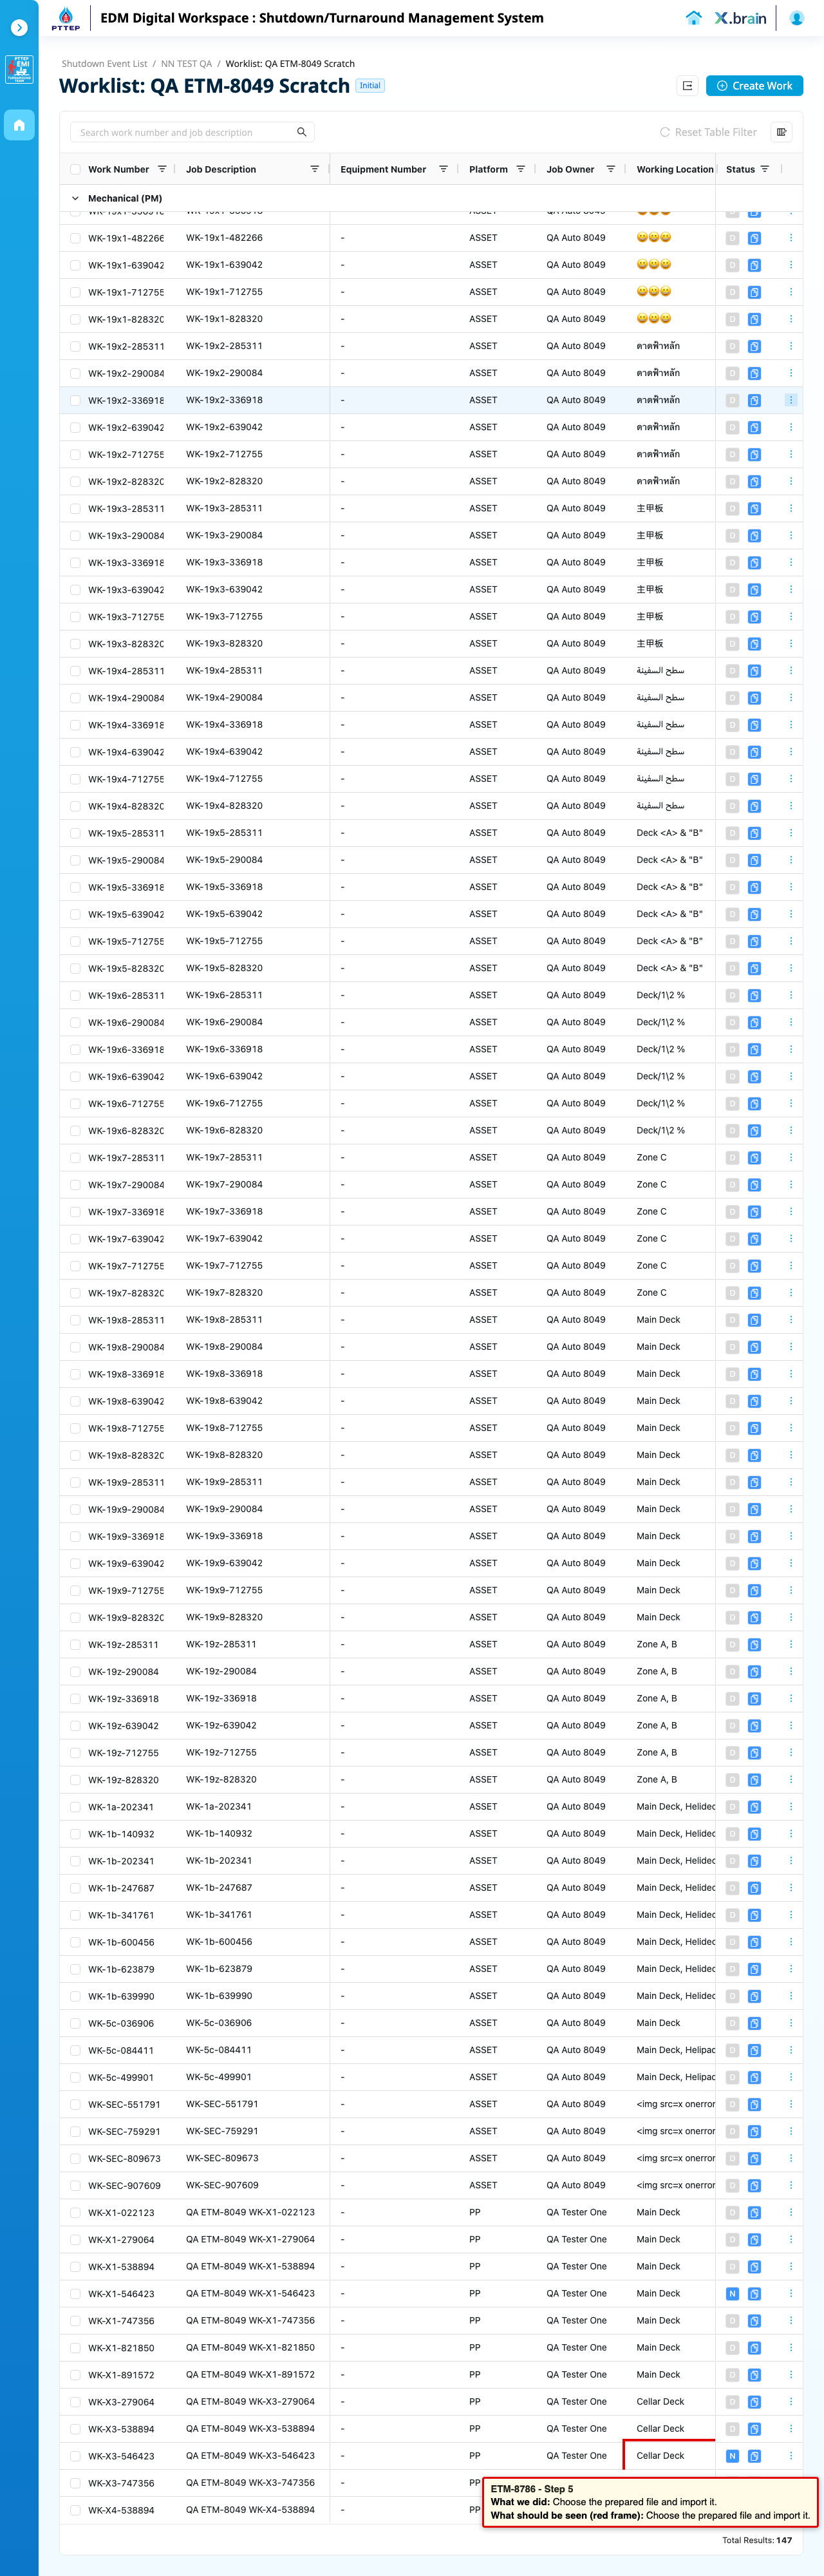 PTTEP
EDM Digital Workspace : Shutdown/Turnaround Management System
X.brain
Shutdown Event List / NN TEST QA / Worklist: QA ETM-8049 Scratch
Worklist: QA ETM-8049 Scratch Initial
Create Work
Search work number and job description
Reset Table Filter
Work Number Job Description Equipment Number Platform Job Owner Working Location Status
Mechanical (PM)
WK-19x1-482266 WK-19x1-482266 - ASSET QA Auto 8049 😀😀😀 D
WK-19x1-639042 WK-19x1-639042 - ASSET QA Auto 8049 😀😀😀 D
WK-19x1-712755 WK-19x1-712755 - ASSET QA Auto 8049 😀😀😀 D
WK-19x1-828320 WK-19x1-828320 - ASSET QA Auto 8049 😀😀😀 D
WK-19x2-285311 WK-19x2-285311 - ASSET QA Auto 8049 ดาดฟ้าหลัก D
WK-19x2-290084 WK-19x2-290084 - ASSET QA Auto 8049 ดาดฟ้าหลัก D
WK-19x2-336918 WK-19x2-336918 - ASSET QA Auto 8049 ดาดฟ้าหลัก D
WK-19x2-639042 WK-19x2-639042 - ASSET QA Auto 8049 ดาดฟ้าหลัก D
WK-19x2-712755 WK-19x2-712755 - ASSET QA Auto 8049 ดาดฟ้าหลัก D
WK-19x2-828320 WK-19x2-828320 - ASSET QA Auto 8049 ดาดฟ้าหลัก D
WK-19x3-285311 WK-19x3-285311 - ASSET QA Auto 8049 主甲板 D
WK-19x3-290084 WK-19x3-290084 - ASSET QA Auto 8049 主甲板 D
WK-19x3-336918 WK-19x3-336918 - ASSET QA Auto 8049 主甲板 D
WK-19x3-639042 WK-19x3-639042 - ASSET QA Auto 8049 主甲板 D
WK-19x3-712755 WK-19x3-712755 - ASSET QA Auto 8049 主甲板 D
WK-19x3-828320 WK-19x3-828320 - ASSET QA Auto 8049 主甲板 D
WK-19x4-285311 WK-19x4-285311 - ASSET QA Auto 8049 سطح السفينة D
WK-19x4-290084 WK-19x4-290084 - ASSET QA Auto 8049 سطح السفينة D
WK-19x4-336918 WK-19x4-336918 - ASSET QA Auto 8049 سطح السفينة D
WK-19x4-639042 WK-19x4-639042 - ASSET QA Auto 8049 سطح السفينة D
WK-19x4-712755 WK-19x4-712755 - ASSET QA Auto 8049 سطح السفينة D
WK-19x4-828320 WK-19x4-828320 - ASSET QA Auto 8049 سطح السفينة D
WK-19x5-285311 WK-19x5-285311 - ASSET QA Auto 8049 Deck <A> & "B" D
WK-19x5-290084 WK-19x5-290084 - ASSET QA Auto 8049 Deck <A> & "B" D
WK-19x5-336918 WK-19x5-336918 - ASSET QA Auto 8049 Deck <A> & "B" D
WK-19x5-639042 WK-19x5-639042 - ASSET QA Auto 8049 Deck <A> & "B" D
WK-19x5-712755 WK-19x5-712755 - ASSET QA Auto 8049 Deck <A> & "B" D
WK-19x5-828320 WK-19x5-828320 - ASSET QA Auto 8049 Deck <A> & "B" D
WK-19x6-285311 WK-19x6-285311 - ASSET QA Auto 8049 Deck/1\2 % D
WK-19x6-290084 WK-19x6-290084 - ASSET QA Auto 8049 Deck/1\2 % D
WK-19x6-336918 WK-19x6-336918 - ASSET QA Auto 8049 Deck/1\2 % D
WK-19x6-639042 WK-19x6-639042 - ASSET QA Auto 8049 Deck/1\2 % D
WK-19x6-712755 WK-19x6-712755 - ASSET QA Auto 8049 Deck/1\2 % D
WK-19x6-828320 WK-19x6-828320 - ASSET QA Auto 8049 Deck/1\2 % D
WK-19x7-285311 WK-19x7-285311 - ASSET QA Auto 8049 Zone C D
WK-19x7-290084 WK-19x7-290084 - ASSET QA Auto 8049 Zone C D
WK-19x7-336918 WK-19x7-336918 - ASSET QA Auto 8049 Zone C D
WK-19x7-639042 WK-19x7-639042 - ASSET QA Auto 8049 Zone C D
WK-19x7-712755 WK-19x7-712755 - ASSET QA Auto 8049 Zone C D
WK-19x7-828320 WK-19x7-828320 - ASSET QA Auto 8049 Zone C D
WK-19x8-285311 WK-19x8-285311 - ASSET QA Auto 8049 Main Deck D
WK-19x8-290084 WK-19x8-290084 - ASSET QA Auto 8049 Main Deck D
WK-19x8-336918 WK-19x8-336918 - ASSET QA Auto 8049 Main Deck D
WK-19x8-639042 WK-19x8-639042 - ASSET QA Auto 8049 Main Deck D
WK-19x8-712755 WK-19x8-712755 - ASSET QA Auto 8049 Main Deck D
WK-19x8-828320 WK-19x8-828320 - ASSET QA Auto 8049 Main Deck D
WK-19x9-285311 WK-19x9-285311 - ASSET QA Auto 8049 Main Deck D
WK-19x9-290084 WK-19x9-290084 - ASSET QA Auto 8049 Main Deck D
WK-19x9-336918 WK-19x9-336918 - ASSET QA Auto 8049 Main Deck D
WK-19x9-639042 WK-19x9-639042 - ASSET QA Auto 8049 Main Deck D
WK-19x9-712755 WK-19x9-712755 - ASSET QA Auto 8049 Main Deck D
WK-19x9-828320 WK-19x9-828320 - ASSET QA Auto 8049 Main Deck D
WK-19z-285311 WK-19z-285311 - ASSET QA Auto 8049 Zone A, B D
WK-19z-290084 WK-19z-290084 - ASSET QA Auto 8049 Zone A, B D
WK-19z-336918 WK-19z-336918 - ASSET QA Auto 8049 Zone A, B D
WK-19z-639042 WK-19z-639042 - ASSET QA Auto 8049 Zone A, B D
WK-19z-712755 WK-19z-712755 - ASSET QA Auto 8049 Zone A, B D
WK-19z-828320 WK-19z-828320 - ASSET QA Auto 8049 Zone A, B D
WK-1a-202341 WK-1a-202341 - ASSET QA Auto 8049 Main Deck, Helidec D
WK-1b-140932 WK-1b-140932 - ASSET QA Auto 8049 Main Deck, Helidec D
WK-1b-202341 WK-1b-202341 - ASSET QA Auto 8049 Main Deck, Helidec D
WK-1b-247687 WK-1b-247687 - ASSET QA Auto 8049 Main Deck, Helidec D
WK-1b-341761 WK-1b-341761 - ASSET QA Auto 8049 Main Deck, Helidec D
WK-1b-600456 WK-1b-600456 - ASSET QA Auto 8049 Main Deck, Helidec D
WK-1b-623879 WK-1b-623879 - ASSET QA Auto 8049 Main Deck, Helidec D
WK-1b-639990 WK-1b-639990 - ASSET QA Auto 8049 Main Deck, Helidec D
WK-5c-036906 WK-5c-036906 - ASSET QA Auto 8049 Main Deck D
WK-5c-084411 WK-5c-084411 - ASSET QA Auto 8049 Main Deck, Helipac D
WK-5c-499901 WK-5c-499901 - ASSET QA Auto 8049 Main Deck, Helipac D
WK-SEC-551791 WK-SEC-551791 - ASSET QA Auto 8049 <img src=x onerror D
WK-SEC-759291 WK-SEC-759291 - ASSET QA Auto 8049 <img src=x onerror D
WK-SEC-809673 WK-SEC-809673 - ASSET QA Auto 8049 <img src=x onerror D
WK-SEC-907609 WK-SEC-907609 - ASSET QA Auto 8049 <img src=x onerror D
WK-X1-022123 QA ETM-8049 WK-X1-022123 - PP QA Tester One Main Deck D
WK-X1-279064 QA ETM-8049 WK-X1-279064 - PP QA Tester One Main Deck D
WK-X1-538894 QA ETM-8049 WK-X1-538894 - PP QA Tester One Main Deck D
WK-X1-546423 QA ETM-8049 WK-X1-546423 - PP QA Tester One Main Deck N
WK-X1-747356 QA ETM-8049 WK-X1-747356 - PP QA Tester One Main Deck D
WK-X1-821850 QA ETM-8049 WK-X1-821850 - PP QA Tester One Main Deck D
WK-X1-891572 QA ETM-8049 WK-X1-891572 - PP QA Tester One Main Deck D
WK-X3-279064 QA ETM-8049 WK-X3-279064 - PP QA Tester One Cellar Deck D
WK-X3-538894 QA ETM-8049 WK-X3-538894 - PP QA Tester One Cellar Deck D
WK-X3-546423 QA ETM-8049 WK-X3-546423 - PP QA Tester One Cellar Deck N
WK-X3-747356 QA ETM-8049 WK-X3-747356 - PP
WK-X4-538894 QA ETM-8049 WK-X4-538894 - PP
ETM-8786 - Step 5
What we did: Choose the prepared file and import it.
What should be seen (red frame): Choose the prepared file and import it.
Total Results: 147